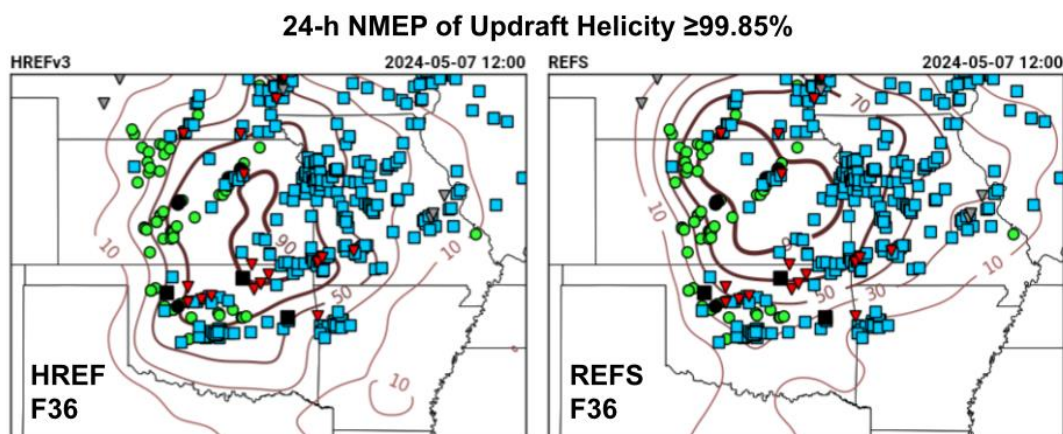 24-h NMEP of Updraft Helicity ≥99.85%
HREFv3 2024-05-07 12:00
REFS 2024-05-07 12:00
70
10
10
90
10
10
50
50
30
10
10
HREF
F36
REFS
F36